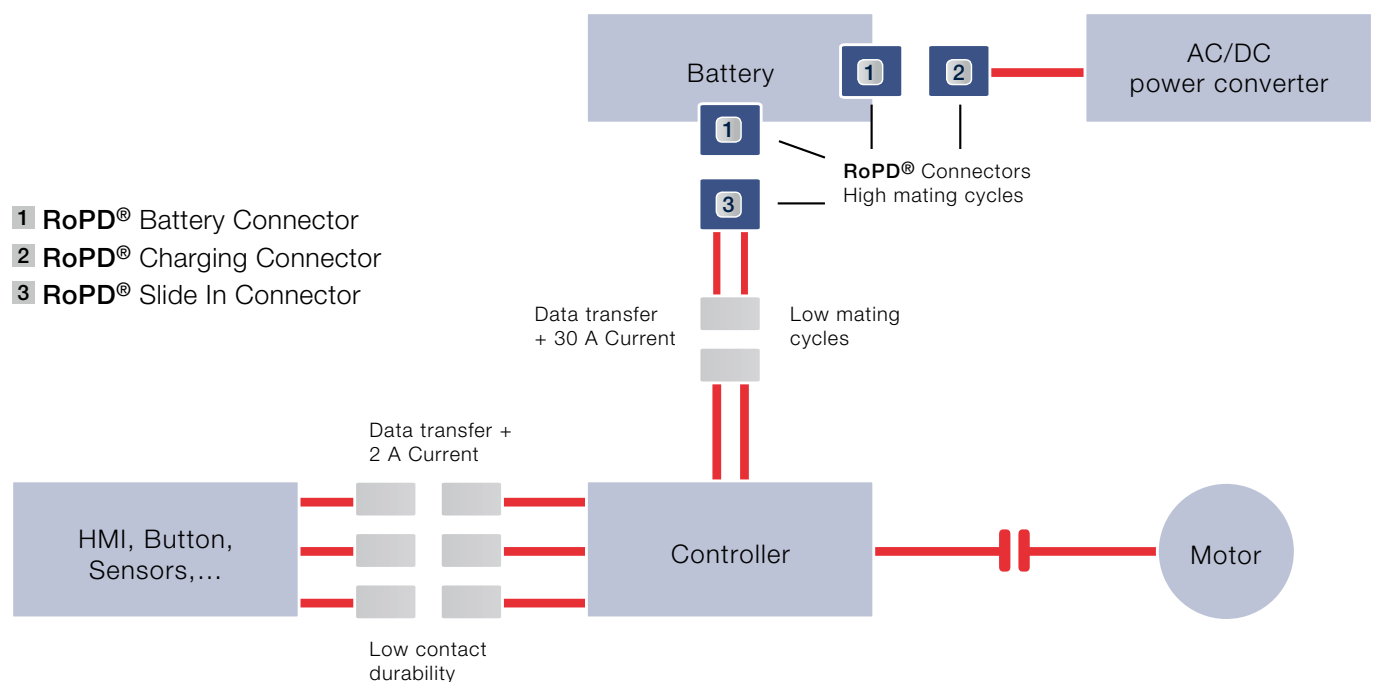 Battery
1
2
AC/DC
power converter
1
RoPD® Connectors
High mating cycles
3
1 RoPD® Battery Connector
2 RoPD® Charging Connector
3 RoPD® Slide In Connector
Data transfer
+ 30 A Current
Low mating
cycles
Data transfer +
2 A Current
HMI, Button,
Sensors,...
Controller
Motor
Low contact
durability